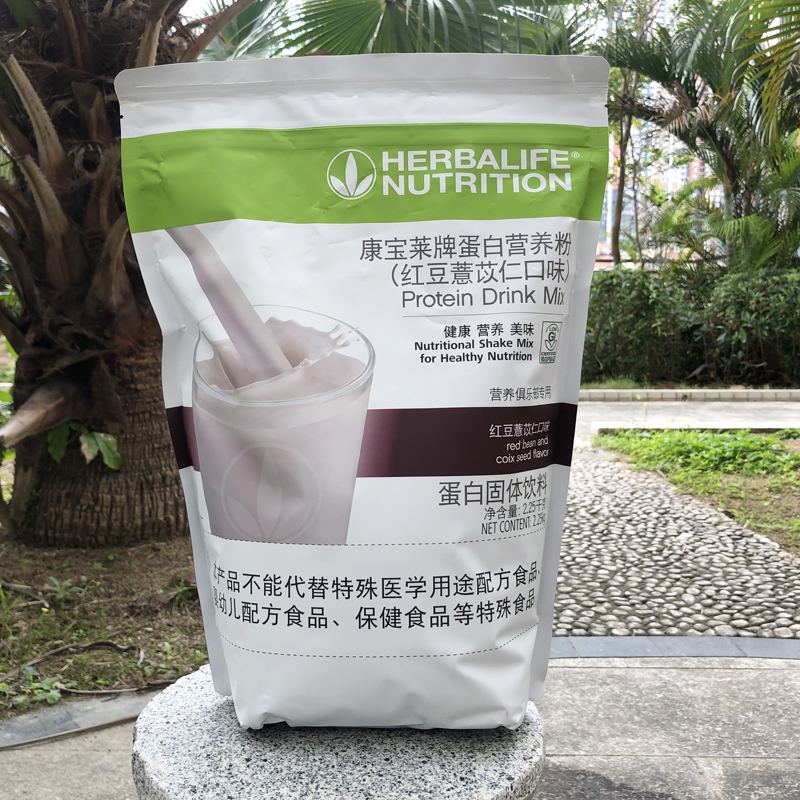 HERBALIFE®
NUTRITION
康宝莱牌蛋白营养粉
（红豆薏苡仁口味）
Protein Drink Mix
健康 营养 美味
Nutritional Shake Mix
for Healthy Nutrition
LOW
GI
营养俱乐部专用
红豆薏苡仁口味
red bean and
coix seed flavor
蛋白固体饮料
净含量: 2.25千克
NET CONTENT: 2.25kg
本产品不能代替特殊医学用途配方食品、
婴幼儿配方食品、保健食品等特殊食品